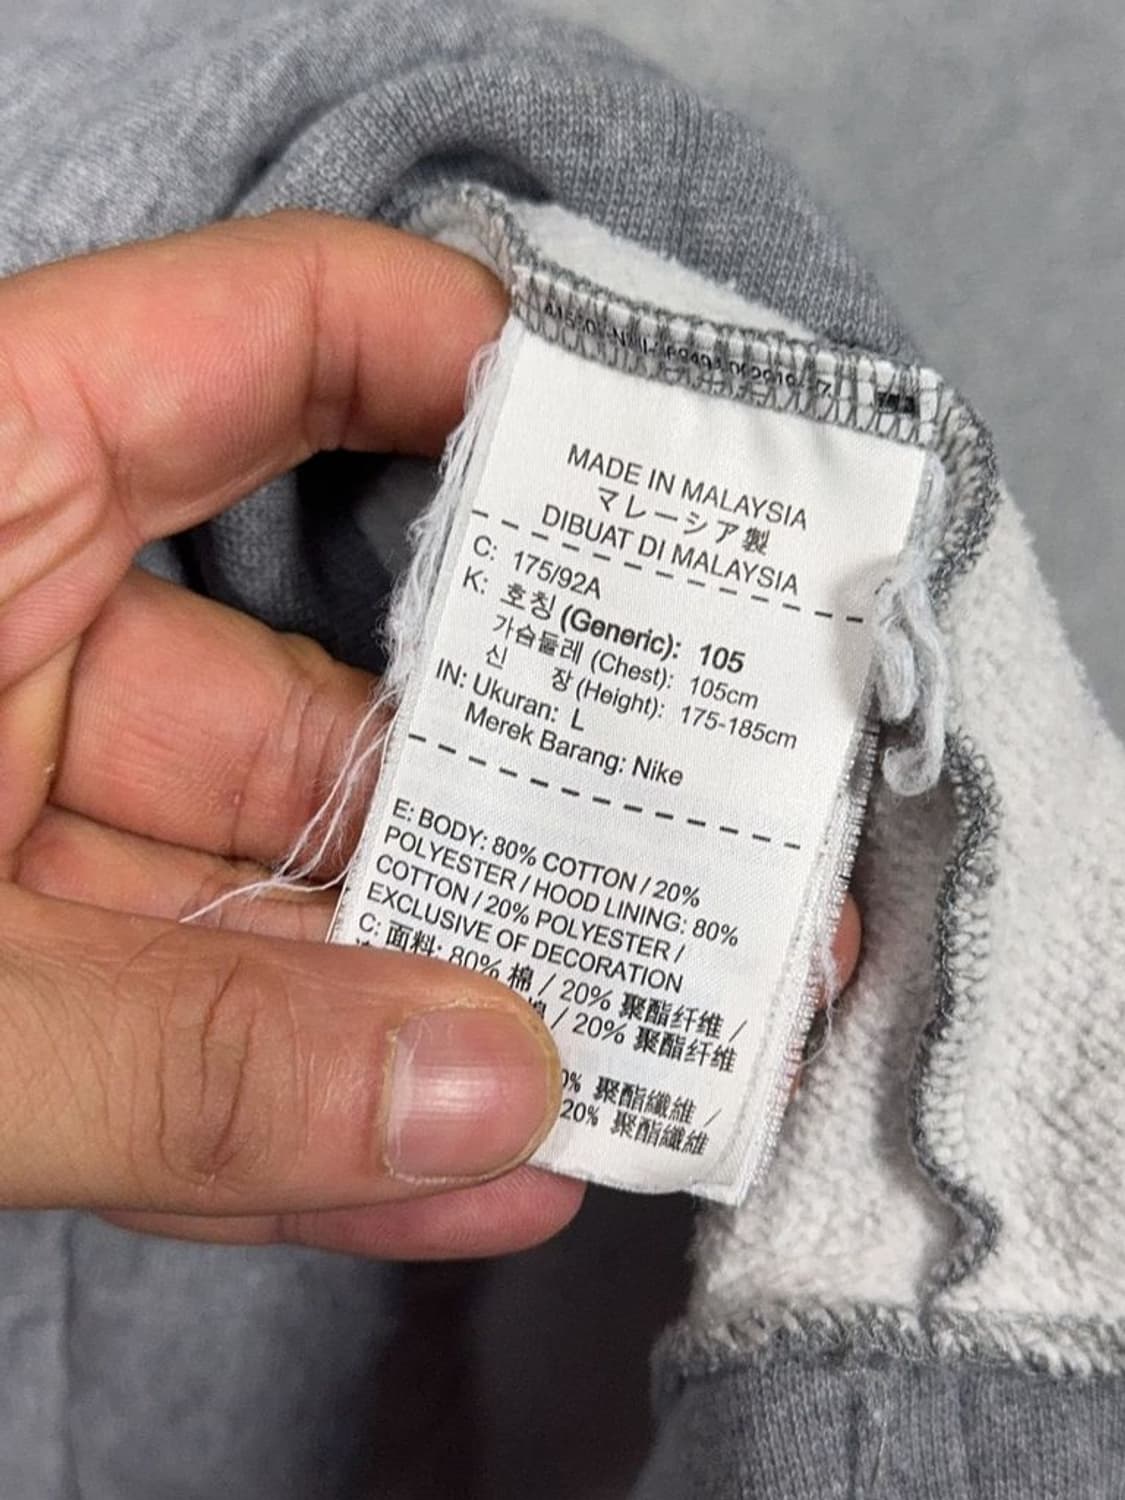 MADE IN MALAYSIA
マレーシア製
DIBUAT DI MALAYSIA
C: 175/92A
K: 호칭 (Generic): 105
가슴둘레 (Chest): 105cm
신 장 (Height): 175-185cm
IN: Ukuran: L
Merek Barang: Nike
E: BODY: 80% COTTON / 20%
POLYESTER / HOOD LINING: 80%
COTTON / 20% POLYESTER /
EXCLUSIVE OF DECORATION
C: 面料: 80% 棉 / 20% 聚酯纤维 /
/ 20% 聚酯纤维
聚酯纖維 /
20% 聚酯纖維